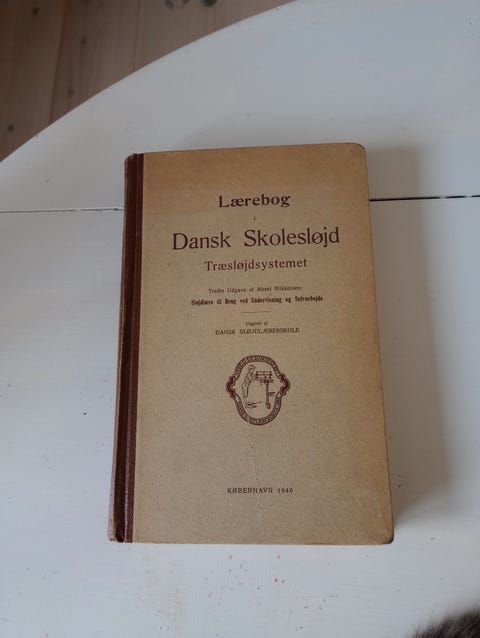 Lærebog
i
Dansk Skolesløjd
Træsløjdsystemet
Tredie Udgave af Aksel Mikkelsen:
Sløjdlære til Brug ved Undervisning og Selvarbejde
Udgivet af
DANSK SLØJDLÆRERSKOLE
KØBENHAVN 1940